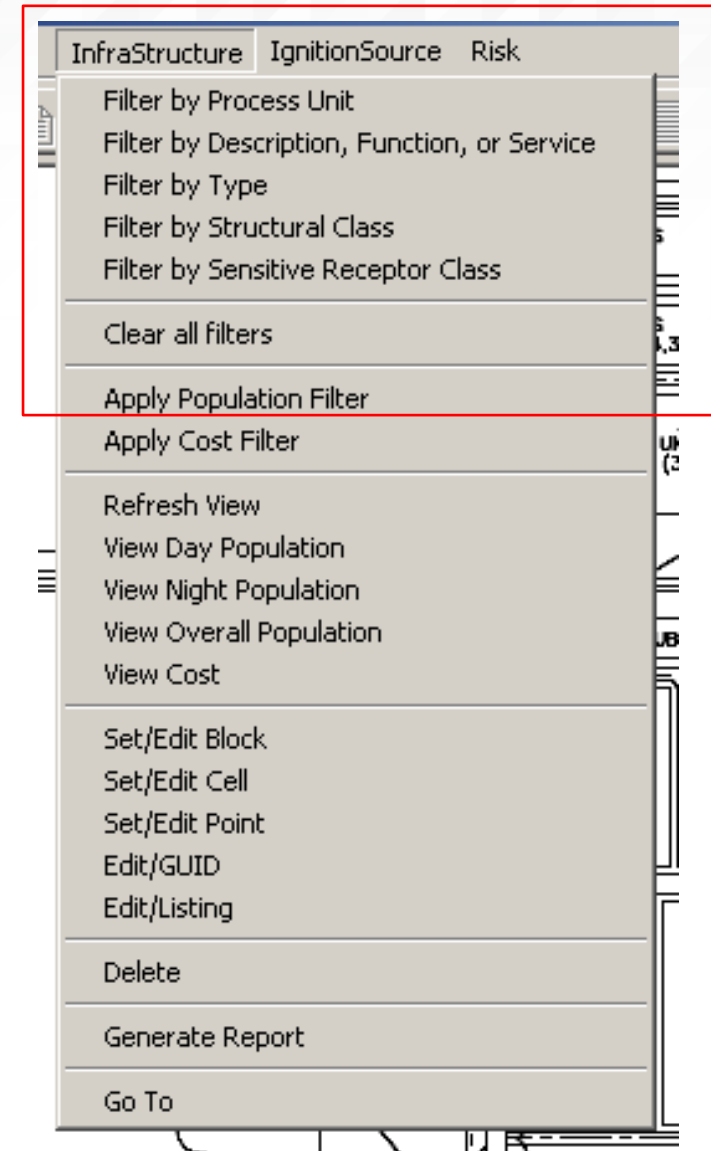 InfraStructure IgnitionSource Risk
Filter by Process Unit
Filter by Description, Function, or Service
Filter by Type
Filter by Structural Class
Filter by Sensitive Receptor Class
Clear all filters
Apply Population Filter
Apply Cost Filter
Refresh View
View Day Population
View Night Population
View Overall Population
View Cost
Set/Edit Block
Set/Edit Cell
Set/Edit Point
Edit/GUID
Edit/Listing
Delete
Generate Report
Go To